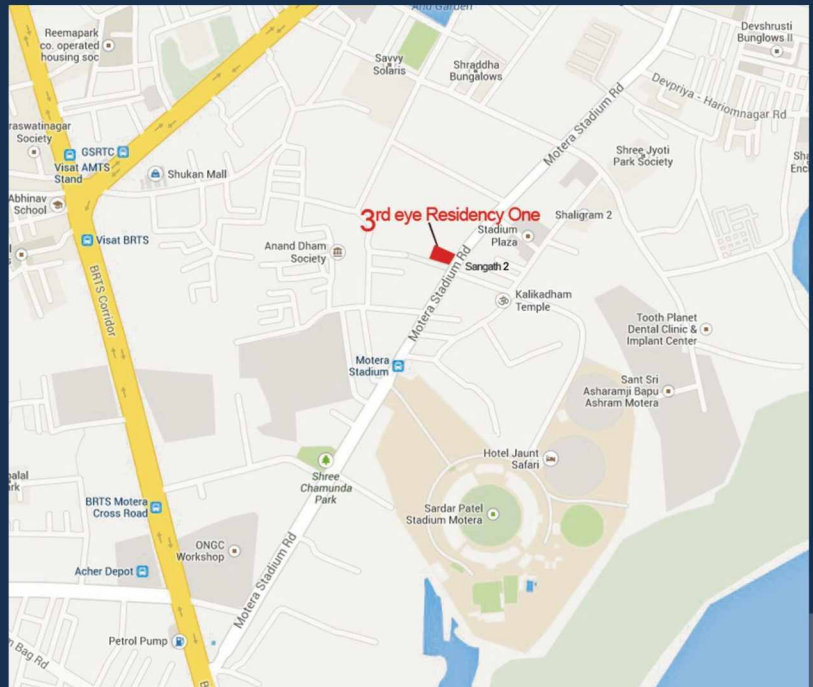 And Garden
Reemapark
co. operated
housing soc
Savvy
Solaris
Shraddha
Bungalows
Devshrusti
Bunglows II
Devpriya - Hariomnagar Rd
Motera Stadium Rd
raswatinagar
Society
GSRTC
Visat AMTS
Stand
Shukan Mall
Shree Jyoti
Park Society
Sha
Enc
Abhinav
School
3rd eye Residency One
Shaligram 2
Stadium
Plaza
Visat BRTS
Anand Dham
Society
Sangath 2
BRTS Corridor
Motera Stadium Rd
Kalikadham
Temple
Tooth Planet
Dental Clinic &
Implant Center
Motera
Stadium
Sant Sri
Asharamji Bapu
Ashram Motera
Hotel Jaunt
Safari
Shree
Chamunda
Park
palal
ark
BRTS Motera
Cross Road
Sardar Patel
Stadium Motera
ONGC
Workshop
Acher Depot
Motera Stadium Rd
Petrol Pump
n Bag Rd
B